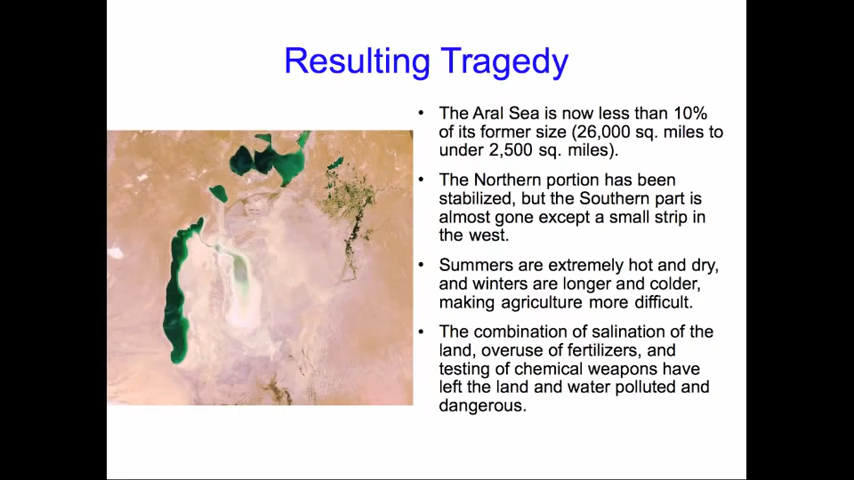 Resulting Tragedy
• The Aral Sea is now less than 10%
of its former size (26,000 sq. miles to
under 2,500 sq. miles).
• The Northern portion has been
stabilized, but the Southern part is
almost gone except a small strip in
the west.
• Summers are extremely hot and dry,
and winters are longer and colder,
making agriculture more difficult.
• The combination of salination of the
land, overuse of fertilizers, and
testing of chemical weapons have
left the land and water polluted and
dangerous.